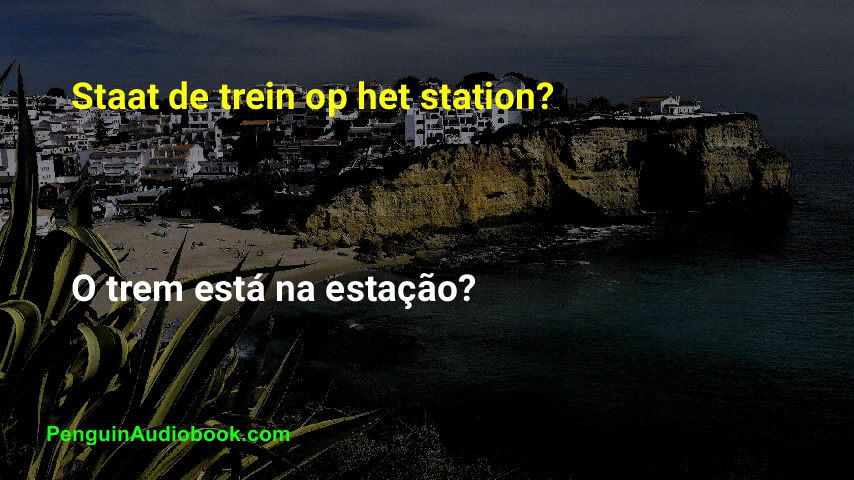 Staat de trein op het station?
O trem está na estação?
PenguinAudiobook.com